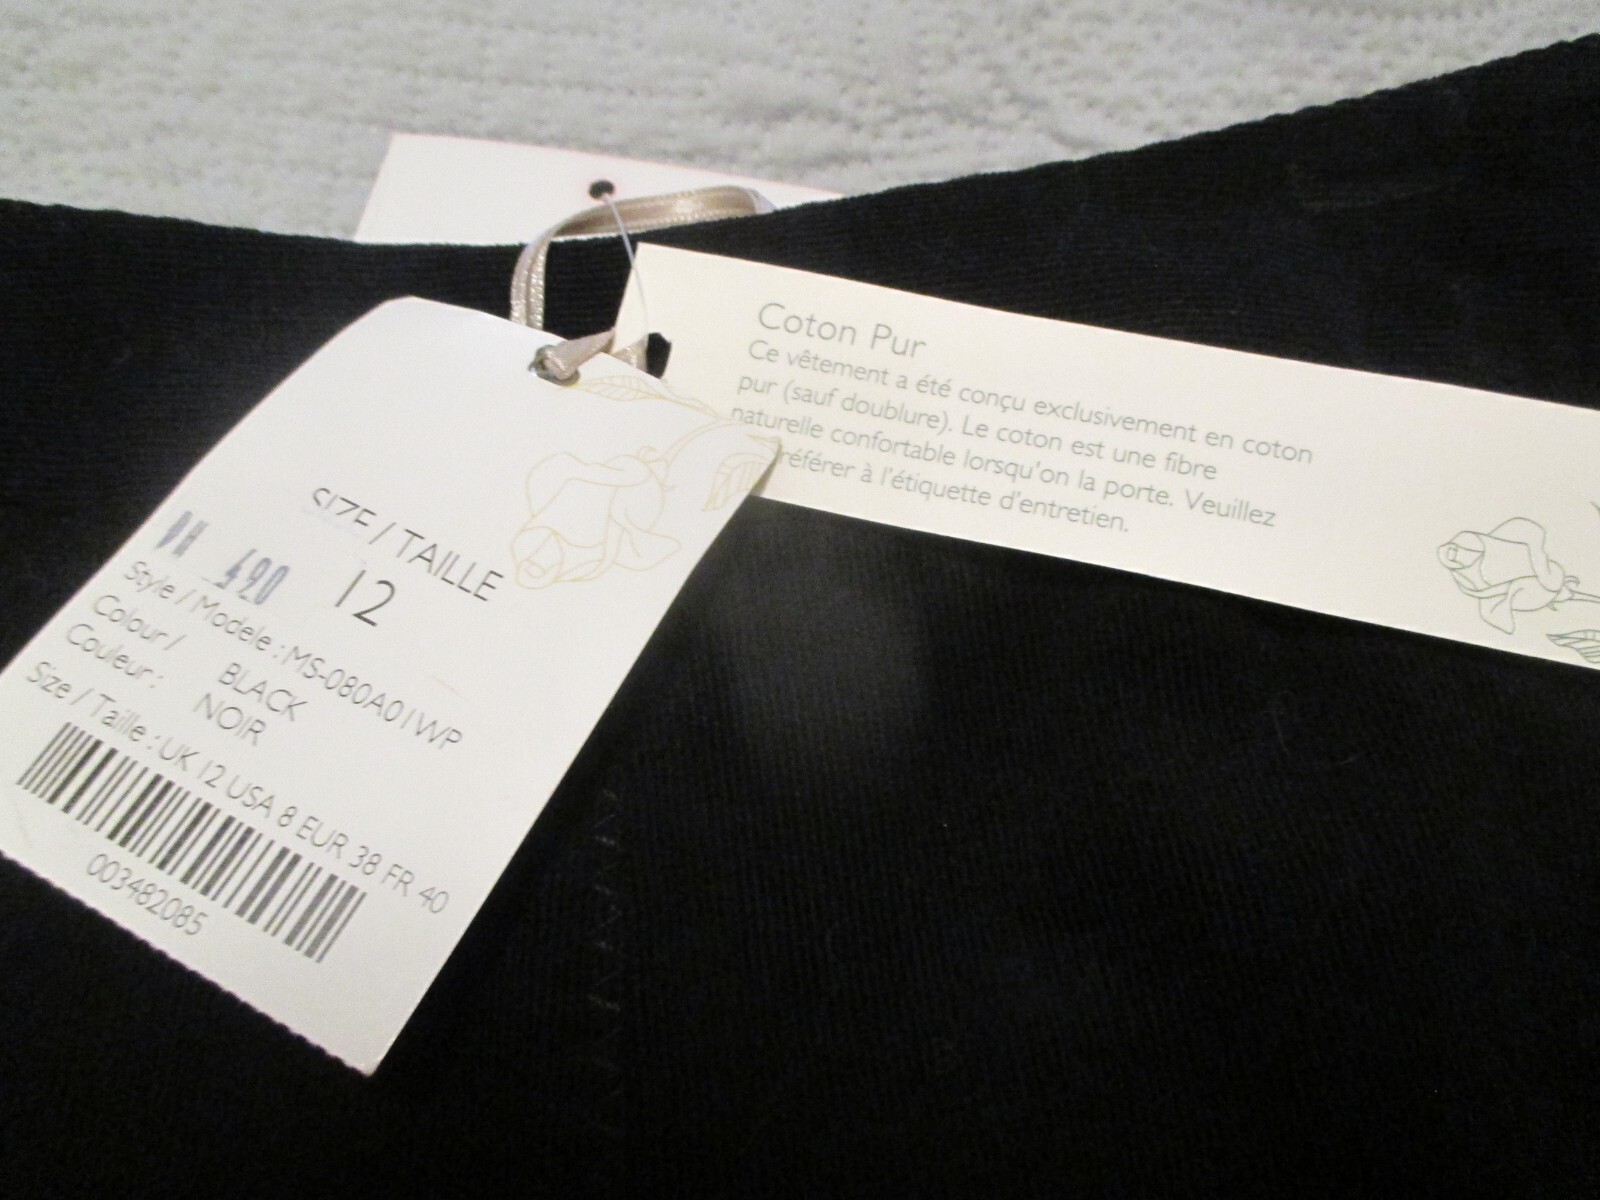 Coton Pur
Ce vêtement a été conçu exclusivement en coton
pur (sauf doublure). Le coton est une fibre
naturelle confortable lorsqu'on la porte. Veuillez
référer à l'étiquette d'entretien.
SIZE / TAILLE
12
490
Style / Modele : MS-080A01WP
Colour / BLACK
Couleur : NOIR
Size / Taille : UK 12 USA 8 EUR 38 FR 40
003482085